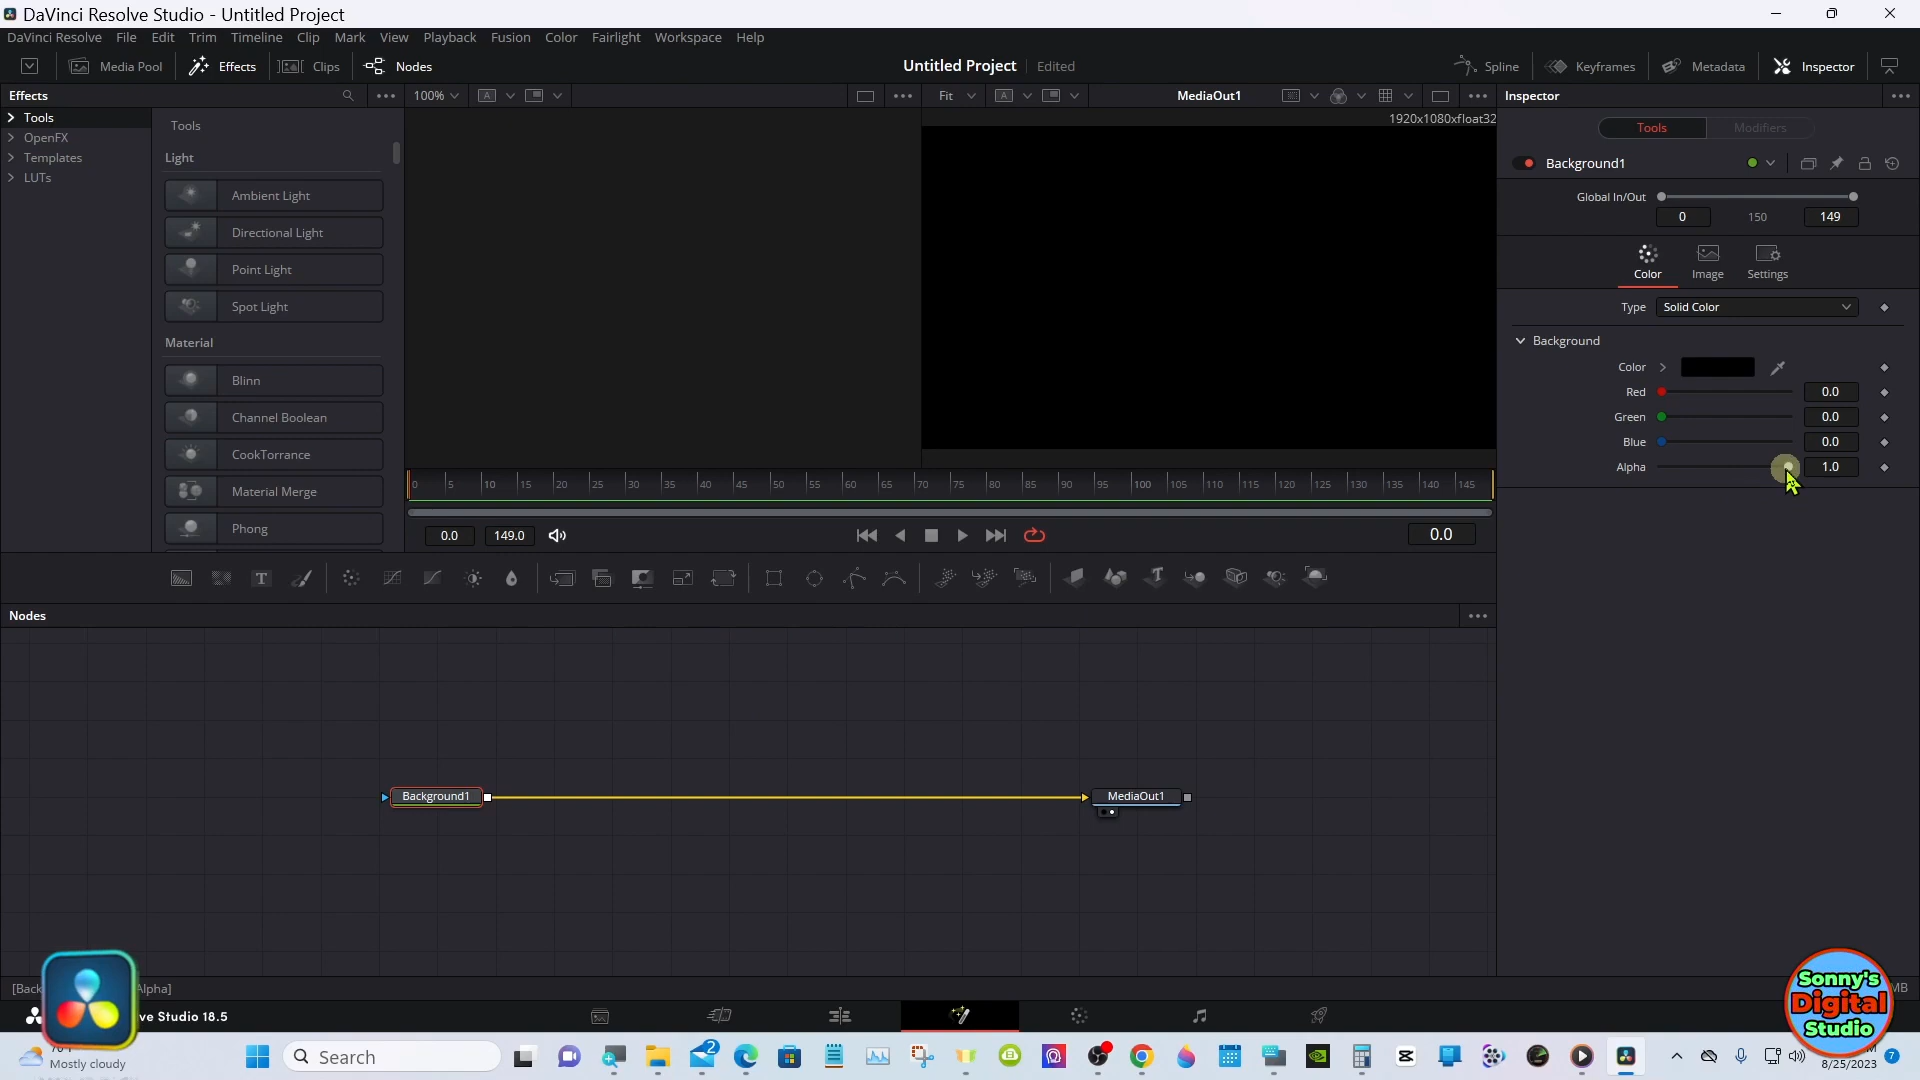 DaVinci Resolve Studio - Untitled Project
DaVinci Resolve File Edit Trim Timeline Clip Mark View Playback Fusion Color Fairlight Workspace Help
Media Pool Effects Clips Nodes Untitled Project Edited Spline Keyframes Metadata Inspector
Effects 100% Fit MediaOut1 Inspector
Tools
OpenFX
Templates
LUTs
Tools
Light
Ambient Light
Directional Light
Point Light
Spot Light
Material
Blinn
Channel Boolean
CookTorrance
Material Merge
Phong
1920x1080xfloat32
Tools Modifiers
Background1
Global In/Out
0 150 149
Color Image Settings
Type Solid Color
Background
Color
Red 0.0
Green 0.0
Blue 0.0
Alpha 1.0
0 5 10 15 20 25 30 35 40 45 50 55 60 65 70 75 80 85 90 95 100 105 110 115 120 125 130 135 140 145
0.0 149.0 0.0
Nodes
Background1 MediaOut1
[Back Alpha]
MB
ve Studio 18.5
Sonny's
Digital
Studio
Mostly cloudy
Search
2
8/25/2023
7